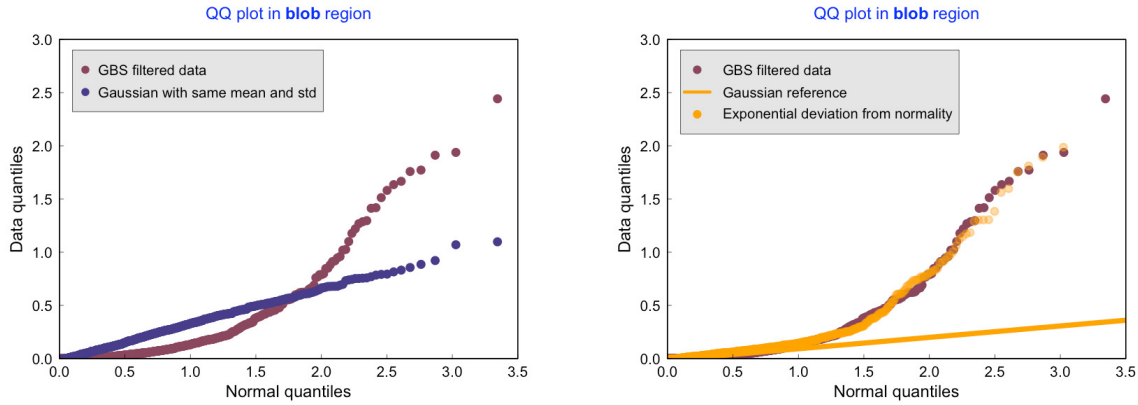 QQ plot in blob region
3.0
2.5
2.0
1.5
1.0
0.5
0.0
Data quantiles
GBS filtered data
Gaussian with same mean and std
0.0 0.5 1.0 1.5 2.0 2.5 3.0 3.5
Normal quantiles
QQ plot in blob region
3.0
2.5
2.0
1.5
1.0
0.5
0.0
Data quantiles
GBS filtered data
Gaussian reference
Exponential deviation from normality
0.0 0.5 1.0 1.5 2.0 2.5 3.0 3.5
Normal quantiles